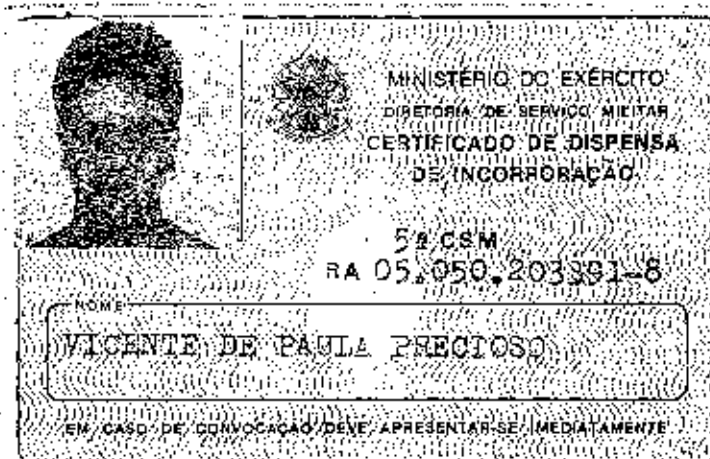 MINISTÉRIO DO EXÉRCITO
DIRETORIA DE SERVIÇO MILITAR
CERTIFICADO DE DISPENSA
DE INCORPORAÇÃO
5ª CSM
RA 05.050.203391-8
NOME
VICENTE DE PAULA PRECIOSO
EM CASO DE CONVOCAÇÃO DEVE APRESENTAR-SE IMEDIATAMENTE